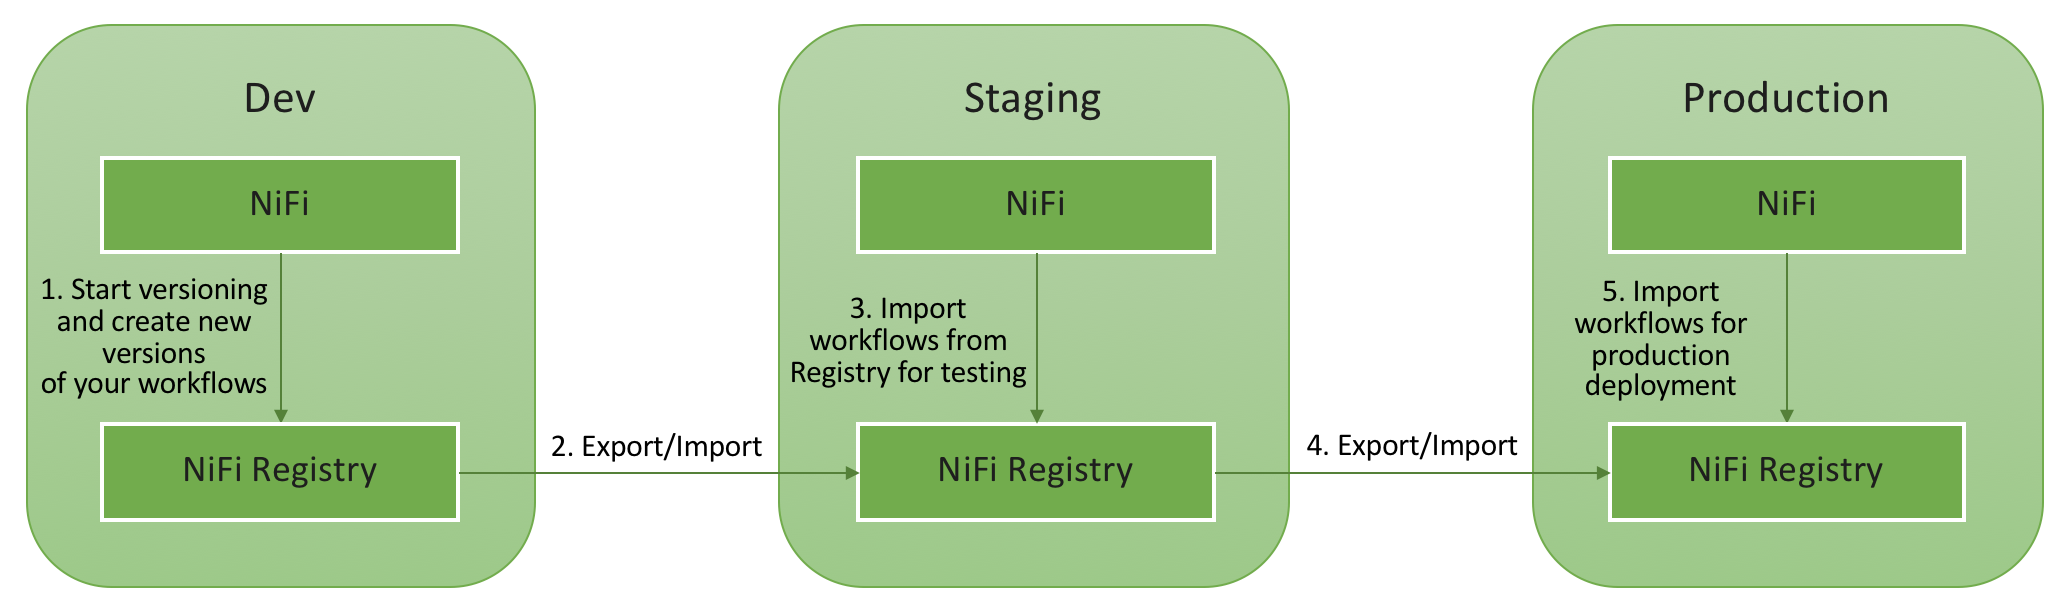 Dev
NiFi
1. Start versioning
and create new
versions
of your workflows
NiFi Registry
2. Export/Import
Staging
NiFi
3. Import
workflows from
Registry for testing
NiFi Registry
4. Export/Import
Production
NiFi
5. Import
workflows for
production
deployment
NiFi Registry